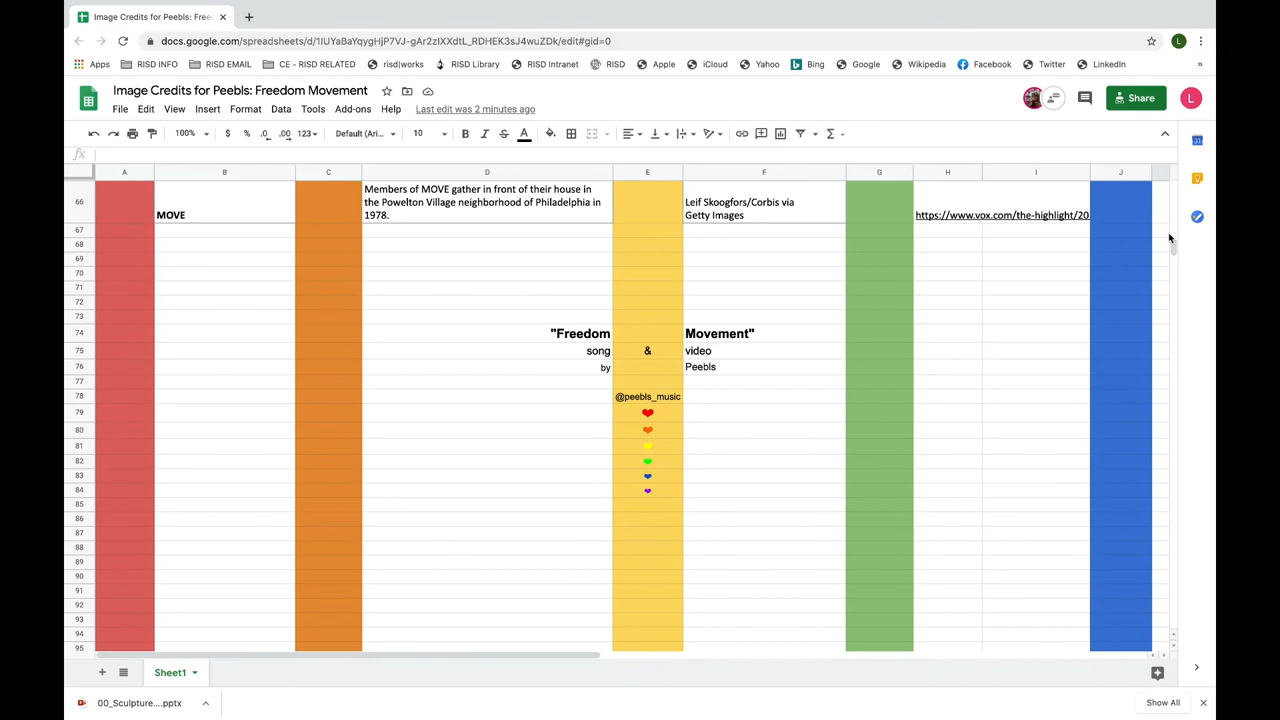 Image Credits for Peebls: Free
docs.google.com/spreadsheets/d/1lUYaBaYqygHjP7VJ-gAr2zIXXdtL_RDHEK3sJ4wuZDk/edit#gid=0
L
Apps RISD INFO RISD EMAIL CE - RISD RELATED risd|works RISD Library RISD Intranet RISD Apple iCloud Yahoo Bing Google Wikipedia Facebook Twitter LinkedIn »
Image Credits for Peebls: Freedom Movement
Share
L
File Edit View Insert Format Data Tools Add-ons Help Last edit was 2 minutes ago
100% $ % .0 .00 123 Default (Ari... 10 B I S A
fx
A B C D E F G H I J
Members of MOVE gather in front of their house in
the Powelton Village neighborhood of Philadelphia in
1978.
66
MOVE
Leif Skoogfors/Corbis via
Getty Images
https://www.vox.com/the-highlight/20
67
68
69
70
71
72
73
74 "Freedom Movement"
75 song & video
76 by Peebls
77
78 @peebls_music
79 ❤
80 ❤
81 ❤
82 ❤
83 ❤
84 ❤
85
86
87
88
89
90
91
92
93
94
95
Sheet1
00_Sculpture....pptx
Show All